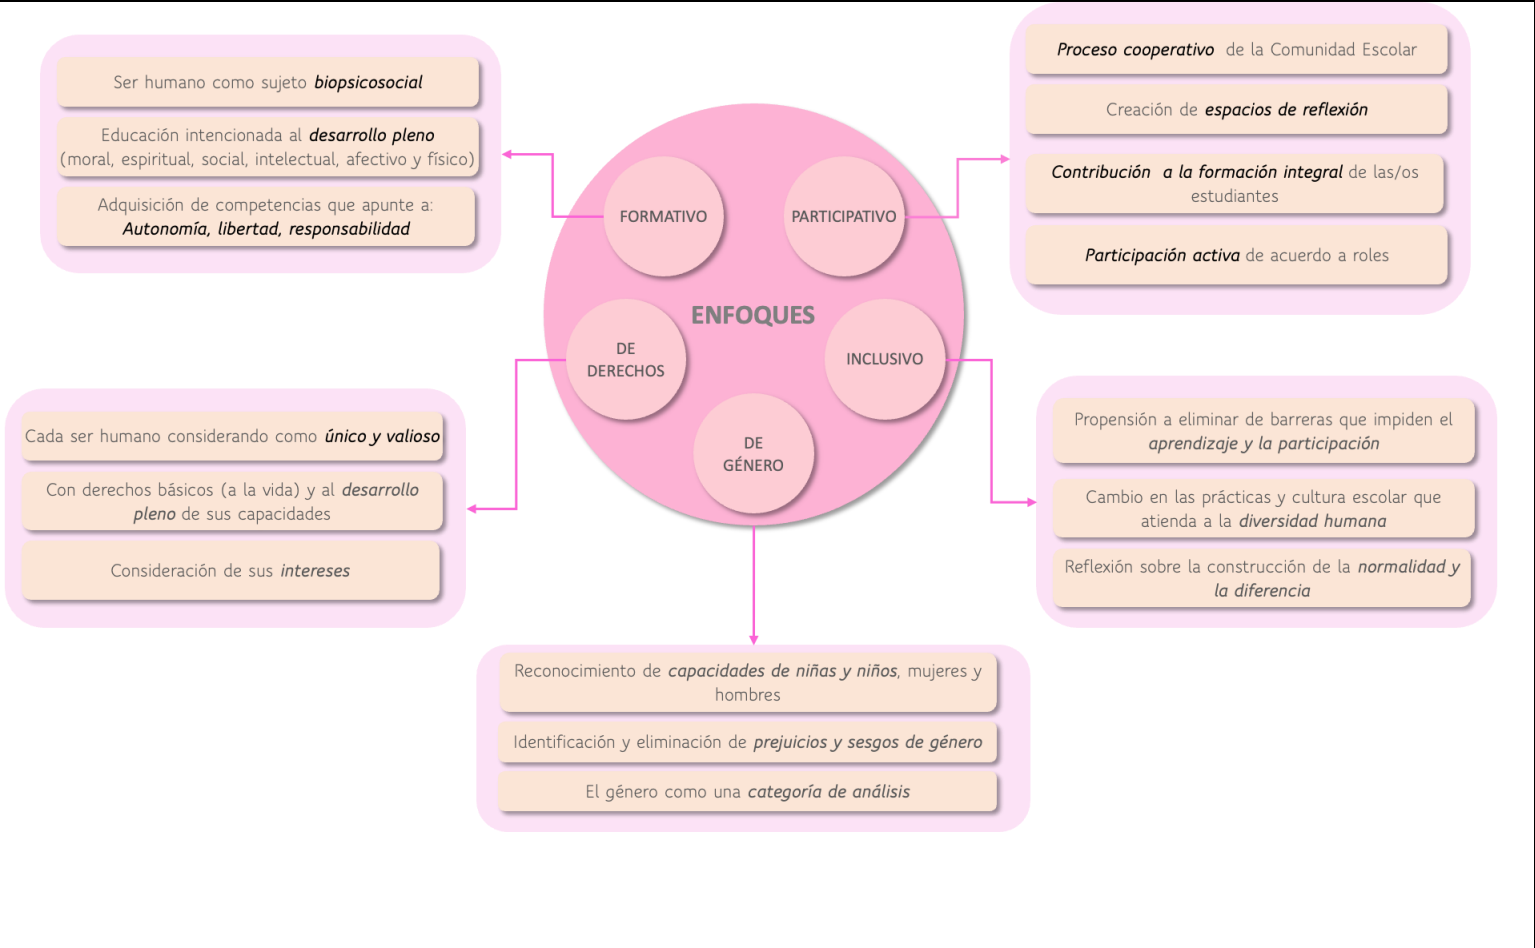 Ser humano como sujeto biopsicosocial
Educación intencionada al desarrollo pleno
(moral, espiritual, social, intelectual, afectivo y físico)
Adquisición de competencias que apunte a:
Autonomía, libertad, responsabilidad
Proceso cooperativo de la Comunidad Escolar
Creación de espacios de reflexión
Contribución a la formación integral de las/os
estudiantes
Participación activa de acuerdo a roles
FORMATIVO
PARTICIPATIVO
ENFOQUES
DE
DERECHOS
INCLUSIVO
DE
GÉNERO
Cada ser humano considerando como único y valioso
Con derechos básicos (a la vida) y al desarrollo
pleno de sus capacidades
Consideración de sus intereses
Propensión a eliminar de barreras que impiden el
aprendizaje y la participación
Cambio en las prácticas y cultura escolar que
atienda a la diversidad humana
Reflexión sobre la construcción de la normalidad y
la diferencia
Reconocimiento de capacidades de niñas y niños, mujeres y
hombres
Identificación y eliminación de prejuicios y sesgos de género
El género como una categoría de análisis